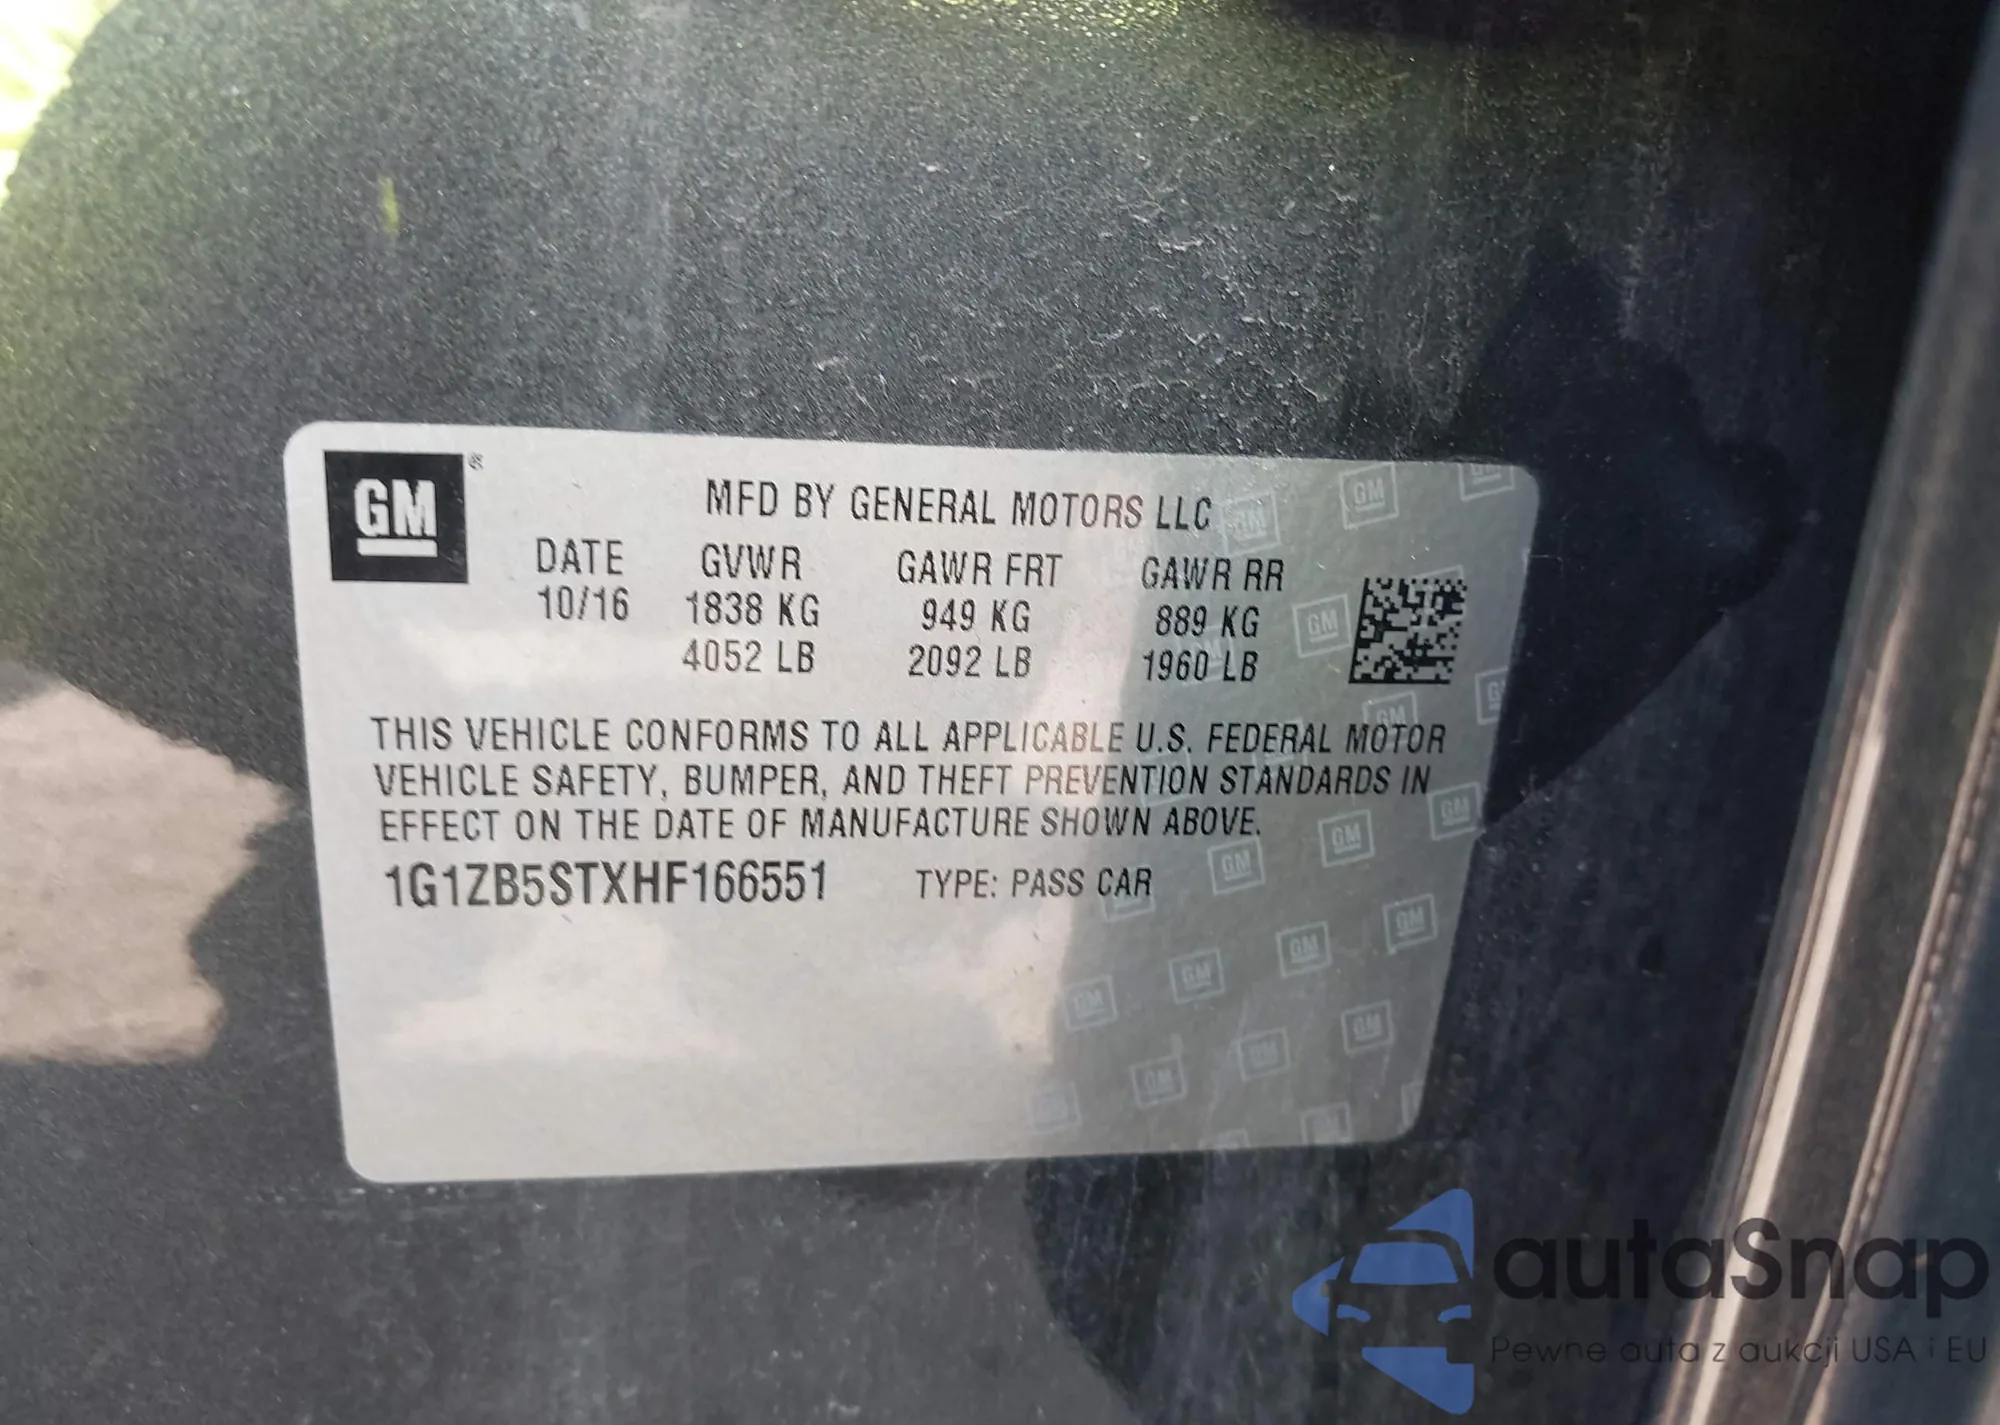 GM
MFD BY GENERAL MOTORS LLC
DATE GVWR GAWR FRT GAWR RR
10/16 1838 KG 949 KG 889 KG
4052 LB 2092 LB 1960 LB
THIS VEHICLE CONFORMS TO ALL APPLICABLE U.S. FEDERAL MOTOR
VEHICLE SAFETY, BUMPER, AND THEFT PREVENTION STANDARDS IN
EFFECT ON THE DATE OF MANUFACTURE SHOWN ABOVE.
1G1ZB5STXHF166551 TYPE: PASS CAR
autaSnap
Pewne auta z aukcji USA i EU